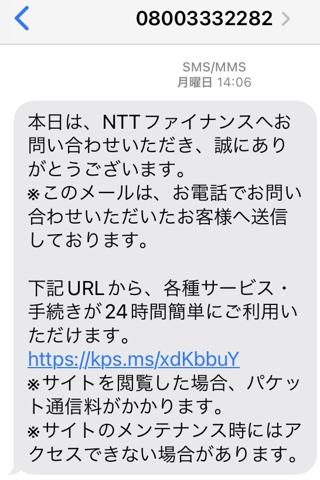 08003332282
SMS/MMS
月曜日 14:06
本日は、NTTファイナンスへお
問い合わせいただき、誠にあり
がとうございます。
※このメールは、お電話でお問い
合わせいただいたお客様へ送信
しております。
下記URLから、各種サービス・
手続きが24時間簡単にご利用い
ただけます。
https://kps.ms/xdKbbuY
※サイトを閲覧した場合、パケッ
ト通信料がかかります。
※サイトのメンテナンス時にはア
クセスできない場合があります。